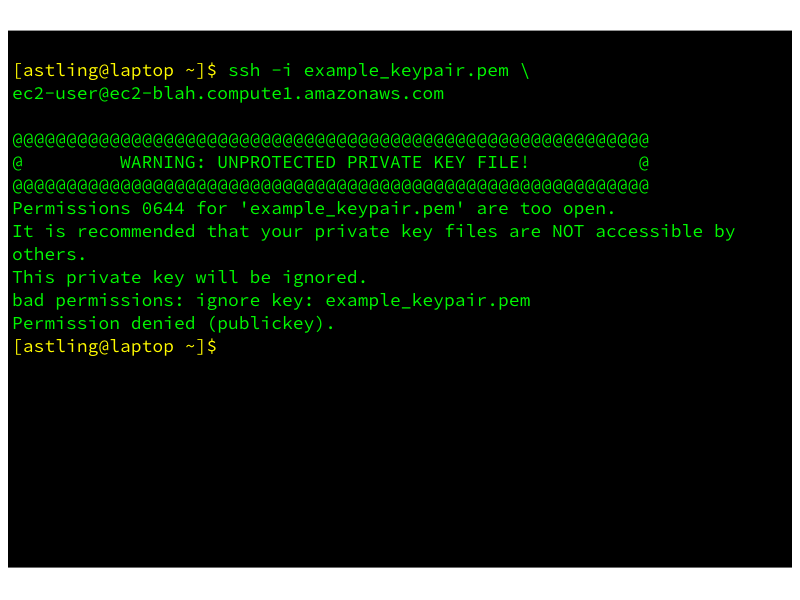 [astling@laptop ~]$ ssh -i example_keypair.pem \
ec2-user@ec2-blah.compute1.amazonaws.com
@@@@@@@@@@@@@@@@@@@@@@@@@@@@@@@@@@@@@@@@@@@@@@@@@@@@@@@@@@@
@         WARNING: UNPROTECTED PRIVATE KEY FILE!          @
@@@@@@@@@@@@@@@@@@@@@@@@@@@@@@@@@@@@@@@@@@@@@@@@@@@@@@@@@@@
Permissions 0644 for 'example_keypair.pem' are too open.
It is recommended that your private key files are NOT accessible by
others.
This private key will be ignored.
bad permissions: ignore key: example_keypair.pem
Permission denied (publickey).
[astling@laptop ~]$